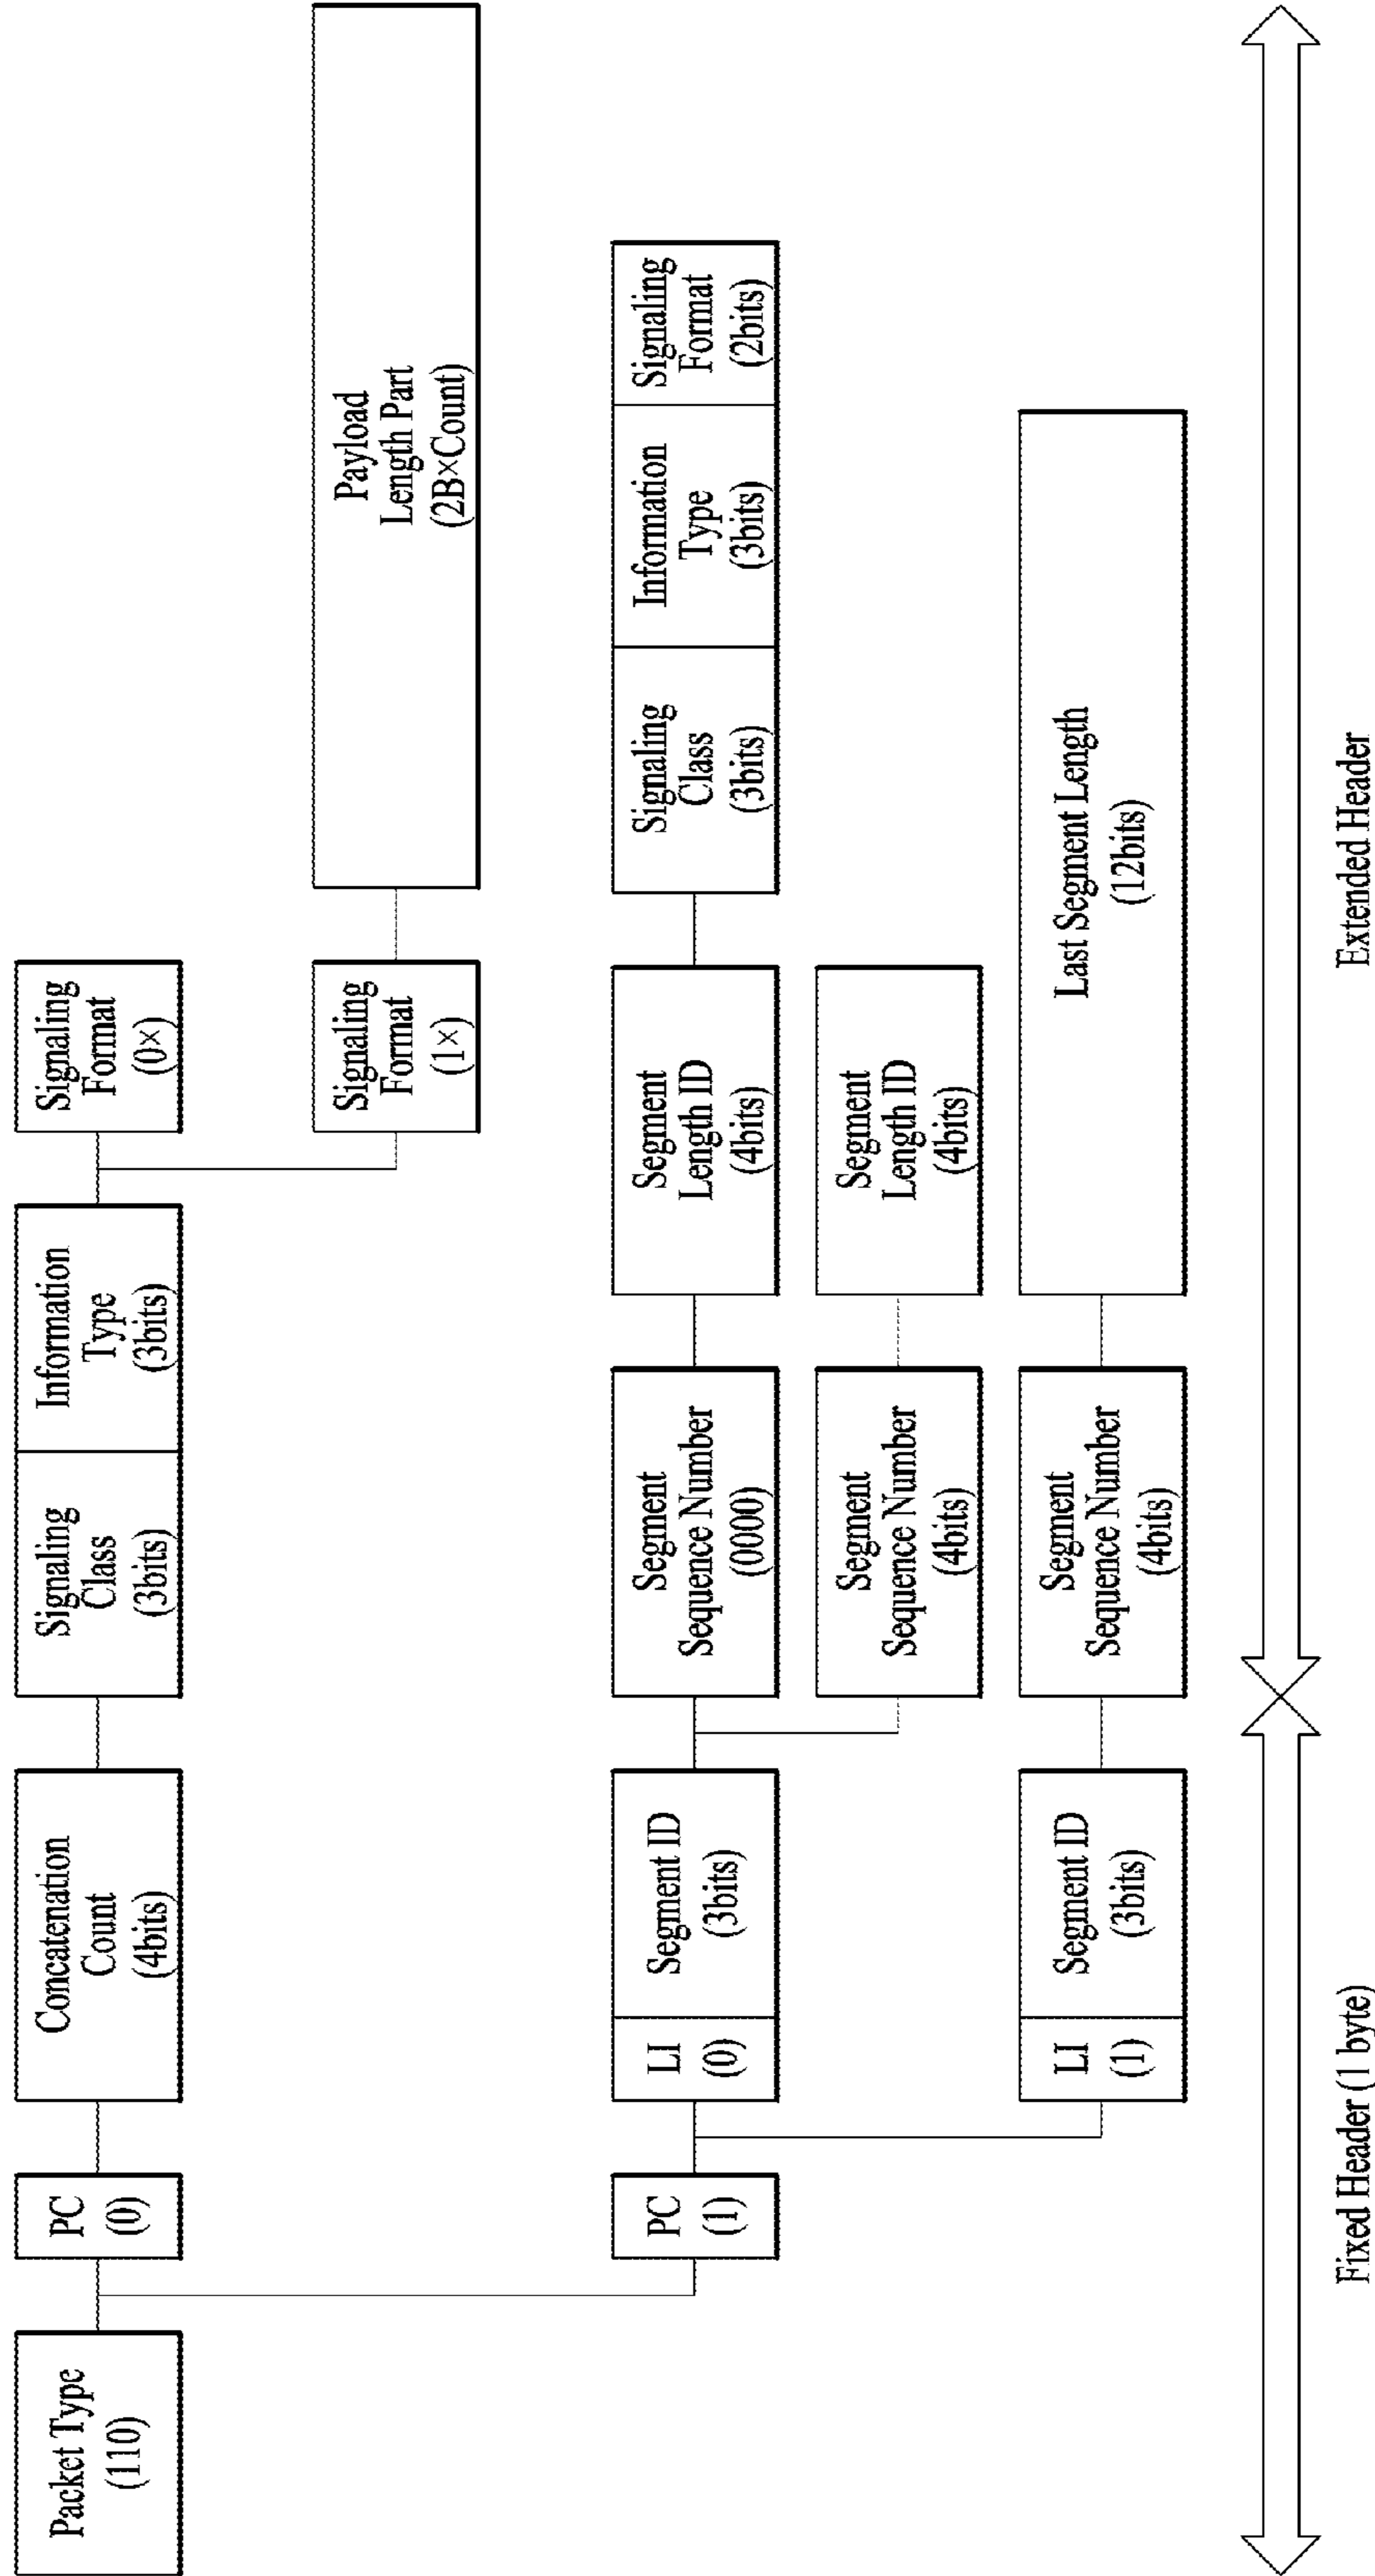 Packet Type
(110)
PC
(0)
Concatenation
Count
(4bits)
Signaling
Class
(3bits)
Information
Type
(3bits)
Signaling
Format
(0×)
Signaling
Format
(1×)
Payload
Length Part
(2B×Count)
PC
(1)
LI
(0)
Segment ID
(3bits)
Segment
Sequence Number
(0000)
Segment
Length ID
(4bits)
Signaling
Class
(3bits)
Information
Type
(3bits)
Signaling
Format
(2bits)
Segment
Sequence Number
(4bits)
Segment
Length ID
(4bits)
LI
(1)
Segment ID
(3bits)
Segment
Sequence Number
(4bits)
Last Segment Length
(12bits)
Fixed Header (1 byte)
Extended Header